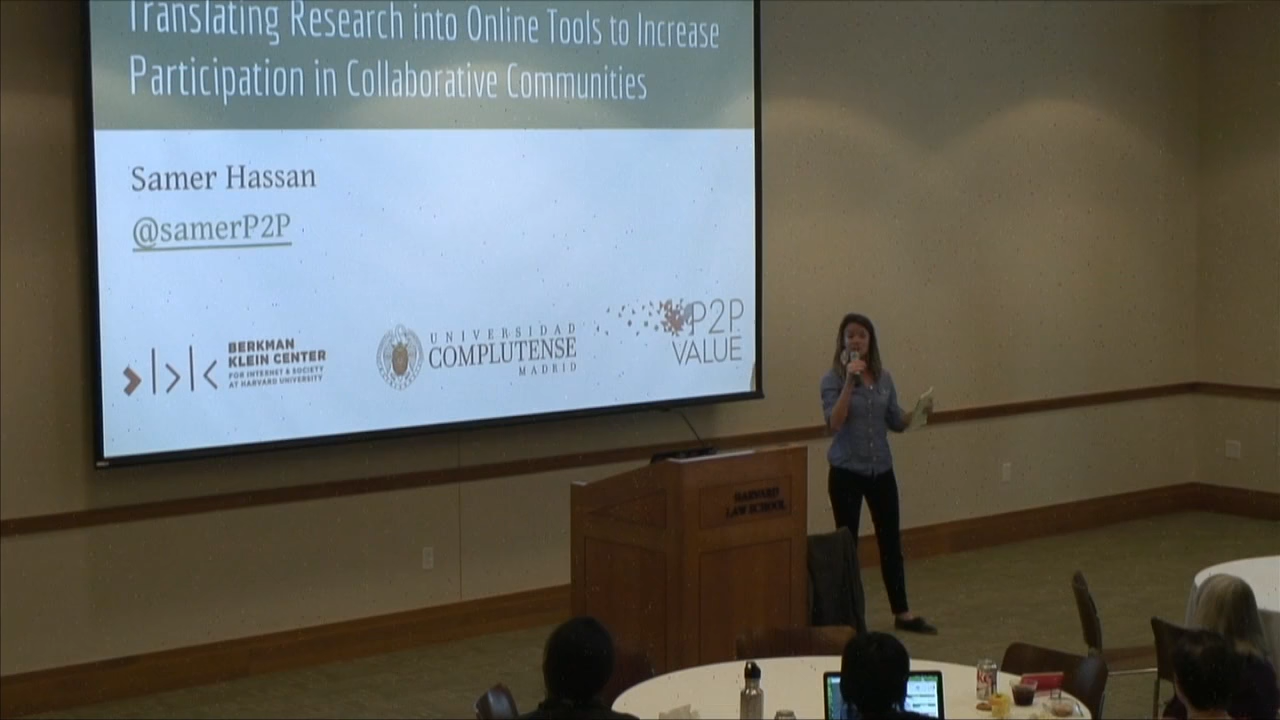 Translating Research into Online Tools to Increase
Participation in Collaborative Communities
Samer Hassan
@samerP2P
BERKMAN
KLEIN CENTER
FOR INTERNET & SOCIETY
AT HARVARD UNIVERSITY
UNIVERSIDAD
COMPLUTENSE
MADRID
P2P
VALUE
HARVARD
LAW SCHOOL